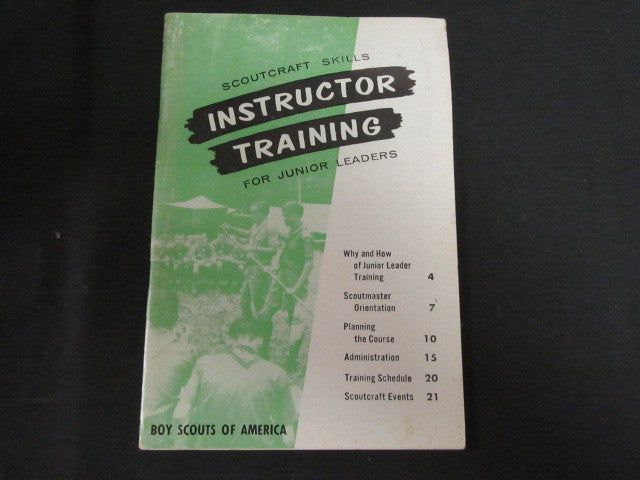 SCOUTCRAFT SKILLS
INSTRUCTOR
TRAINING
FOR JUNIOR LEADERS
Why and How
of Junior Leader
Training 4
Scoutmaster
Orientation 7
Planning
the Course 10
Administration 15
Training Schedule 20
Scoutcraft Events 21
BOY SCOUTS OF AMERICA